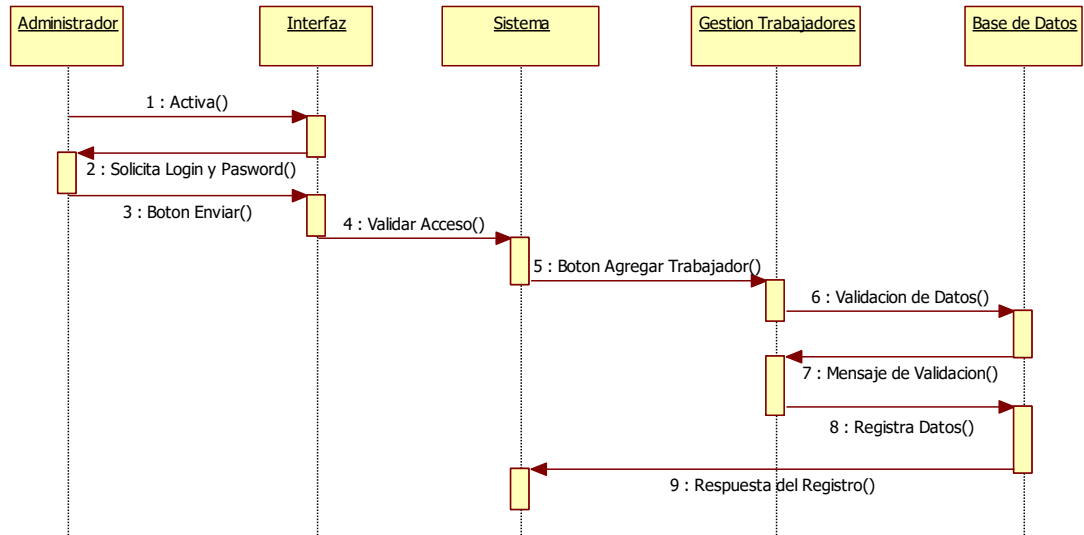 Administrador
Interfaz
Sistema
Gestion Trabajadores
Base de Datos
1 : Activa()
2 : Solicita Login y Pasword()
3 : Boton Enviar()
4 : Validar Acceso()
5 : Boton Agregar Trabajador()
6 : Validacion de Datos()
7 : Mensaje de Validacion()
8 : Registra Datos()
9 : Respuesta del Registro()